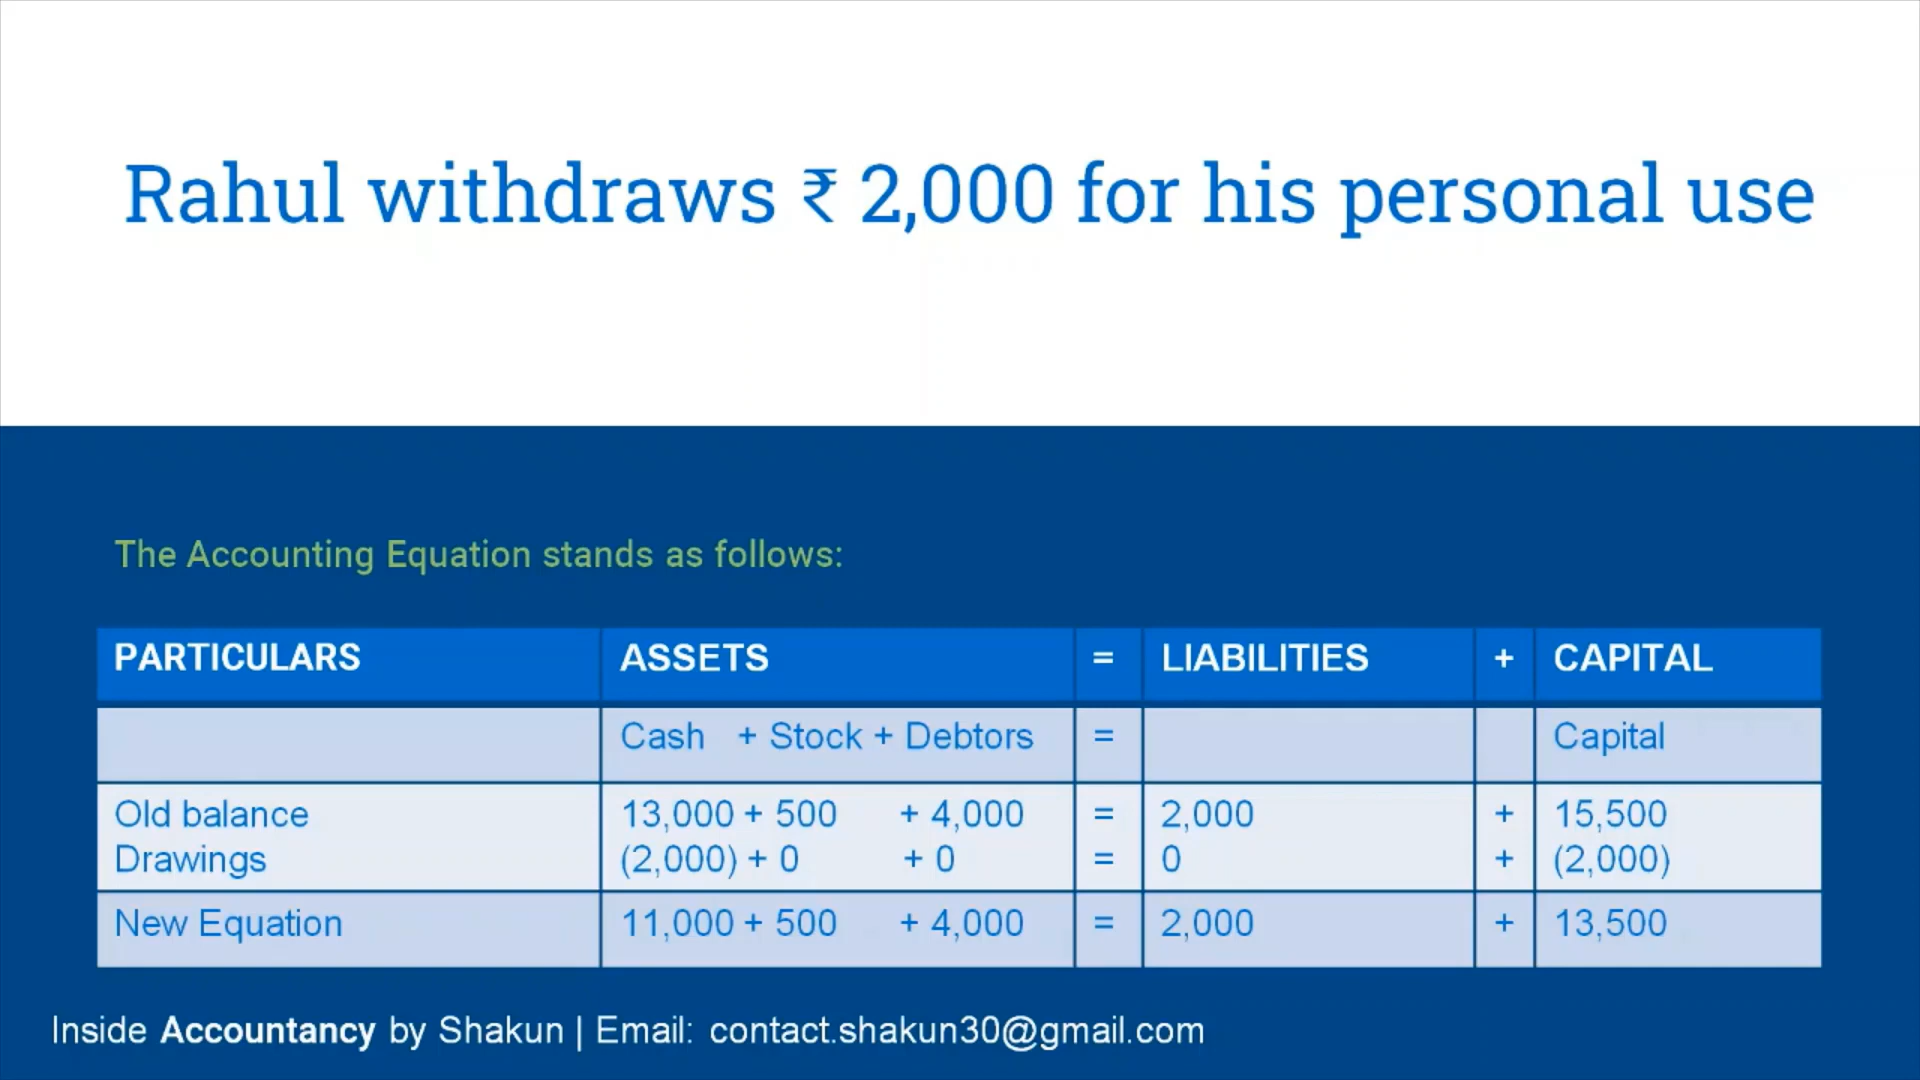 Rahul withdraws ₹ 2,000 for his personal use
The Accounting Equation stands as follows:
PARTICULARS ASSETS = LIABILITIES + CAPITAL
Cash + Stock + Debtors = Capital
Old balance 13,000 + 500 + 4,000 = 2,000 + 15,500
Drawings (2,000) + 0 + 0 = 0 + (2,000)
New Equation 11,000 + 500 + 4,000 = 2,000 + 13,500
Inside Accountancy by Shakun | Email: contact.shakun30@gmail.com